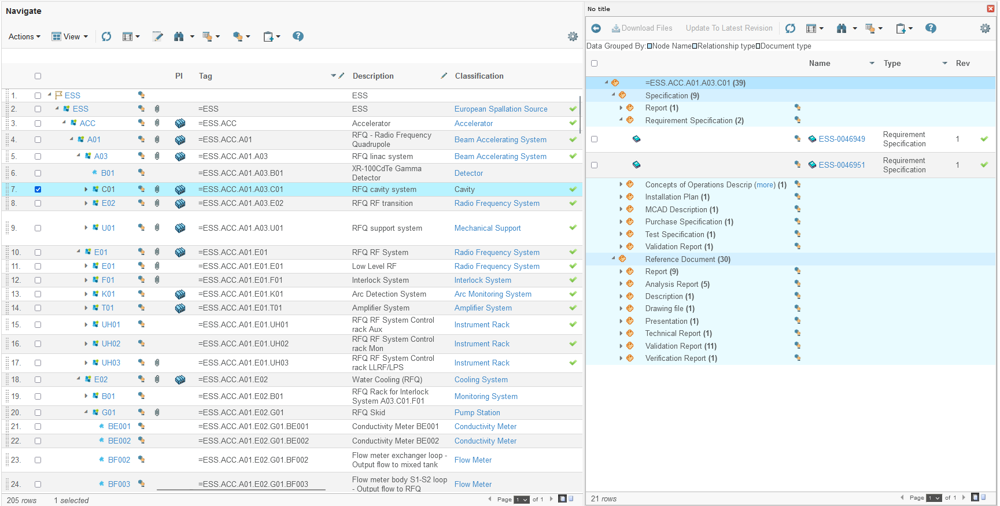 Navigate
Actions View
PI Tag Description Classification
1. ESS ESS
2. ESS =ESS ESS European Spallation Source
3. ACC =ESS.ACC Accelerator Accelerator
4. A01 =ESS.ACC.A01 RFQ - Radio Frequency Quadrupole Beam Accelerating System
5. A03 =ESS.ACC.A01.A03 RFQ linac system Beam Accelerating System
6. B01 =ESS.ACC.A01.A03.B01 XR-100CdTe Gamma Detector Detector
7. C01 =ESS.ACC.A01.A03.C01 RFQ cavity system Cavity
8. E02 =ESS.ACC.A01.A03.E02 RFQ RF transition Radio Frequency System
9. U01 =ESS.ACC.A01.A03.U01 RFQ support system Mechanical Support
10. E01 =ESS.ACC.A01.E01 RFQ RF System Radio Frequency System
11. E01 =ESS.ACC.A01.E01.E01 Low Level RF Radio Frequency System
12. F01 =ESS.ACC.A01.E01.F01 Interlock System Interlock System
13. K01 =ESS.ACC.A01.E01.K01 Arc Detection System Arc Monitoring System
14. T01 =ESS.ACC.A01.E01.T01 Amplifier System Amplifier System
15. UH01 =ESS.ACC.A01.E01.UH01 RFQ RF System Control rack Aux Instrument Rack
16. UH02 =ESS.ACC.A01.E01.UH02 RFQ RF System Control rack Mon Instrument Rack
17. UH03 =ESS.ACC.A01.E01.UH03 RFQ RF System Control rack LLRF/LPS Instrument Rack
18. E02 =ESS.ACC.A01.E02 Water Cooling (RFQ) Cooling System
19. B01 =ESS.ACC.A01.E02.B01 RFQ Rack for Interlock System A03.C01.F01 Monitoring System
20. G01 =ESS.ACC.A01.E02.G01 RFQ Skid Pump Station
21. BE001 =ESS.ACC.A01.E02.G01.BE001 Conductivity Meter BE001 Conductivity Meter
22. BE002 =ESS.ACC.A01.E02.G01.BE002 Conductivity Meter BE002 Conductivity Meter
23. BF002 =ESS.ACC.A01.E02.G01.BF002 Flow meter exchanger loop - Output flow to mixed tank Flow Meter
24. BF003 =ESS.ACC.A01.E02.G01.BF003 Flow meter body S1-S2 loop - Output flow to RFQ Flow Meter
205 rows 1 selected Page 1 of 1
No title
Download Files Update To Latest Revision
Data Grouped By: Node Name Relationship type Document type
Name Type Rev
=ESS.ACC.A01.A03.C01 (39)
Specification (9)
Report (1)
Requirement Specification (2)
ESS-0046949 Requirement Specification 1
ESS-0046951 Requirement Specification 1
Concepts of Operations Descrip (more) (1)
Installation Plan (1)
MCAD Description (1)
Purchase Specification (1)
Test Specification (1)
Validation Report (1)
Reference Document (30)
Report (9)
Analysis Report (5)
Description (1)
Drawing file (1)
Presentation (1)
Technical Report (1)
Validation Report (11)
Verification Report (1)
21 rows Page 1 of 1